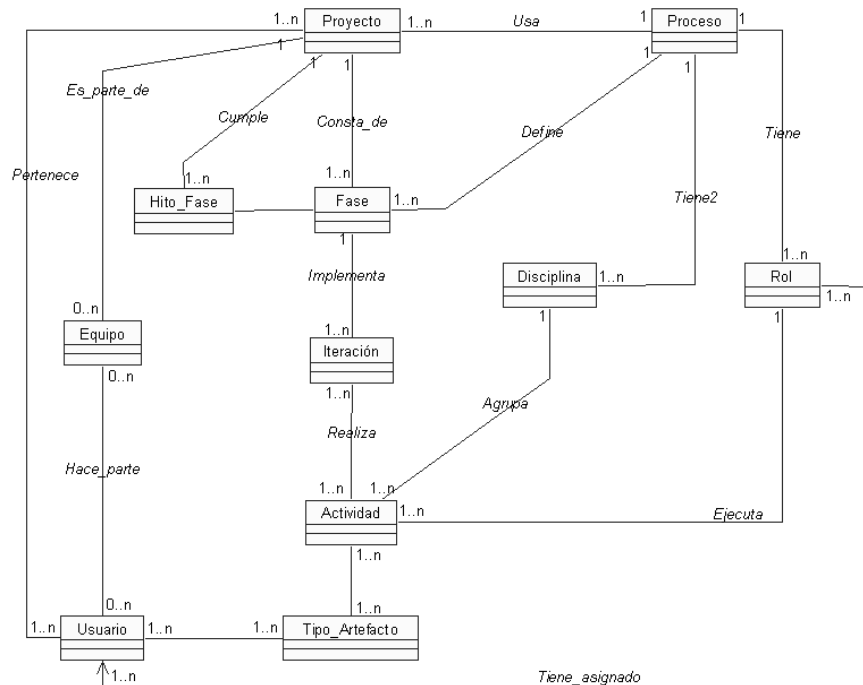 1..n Proyecto 1..n Usa 1 Proceso 1
1 1 1 1 1
Es_parte_de
Cumple Consta_de Define Tiene
Pertenece
1..n 1..n
Hito_Fase Fase 1..n Tiene2
1
Implementa Disciplina 1..n 1..n Rol 1..n
0..n
Equipo 1..n 1 1
0..n Iteración
1..n Agrupa
Realiza
Hace_parte
1..n 1..n
Actividad 1..n Ejecuta
1..n
0..n 1..n
1..n Usuario 1..n 1..n Tipo_Artefacto
1..n Tiene_asignado